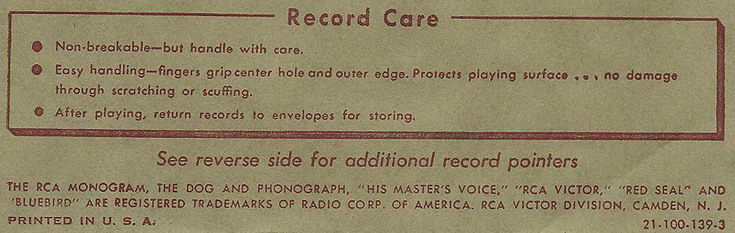 Record Care
Non-breakable—but handle with care.
Easy handling—fingers grip center hole and outer edge. Protects playing surface ... no damage
through scratching or scuffing.
After playing, return records to envelopes for storing.
See reverse side for additional record pointers
THE RCA MONOGRAM, THE DOG AND PHONOGRAPH, "HIS MASTER'S VOICE," "RCA VICTOR," "RED SEAL" AND
"BLUEBIRD" ARE REGISTERED TRADEMARKS OF RADIO CORP. OF AMERICA. RCA VICTOR DIVISION, CAMDEN, N. J.
PRINTED IN U. S. A. 21-100-139-3